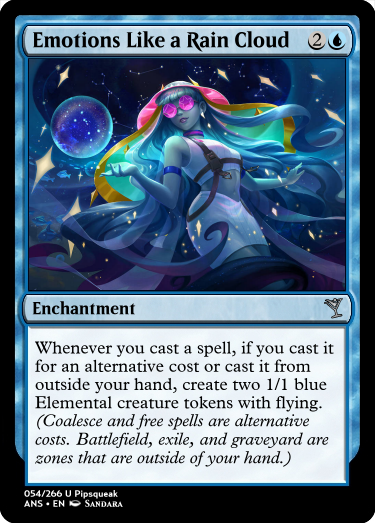 Emotions Like a Rain Cloud 2
Enchantment
Whenever you cast a spell, if you cast it
for an alternative cost or cast it from
outside your hand, create two 1/1 blue
Elemental creature tokens with flying.
(Coalesce and free spells are alternative
costs. Battlefield, exile, and graveyard are
zones that are outside of your hand.)
054/266 U Pipsqueak
ANS • EN Sandara